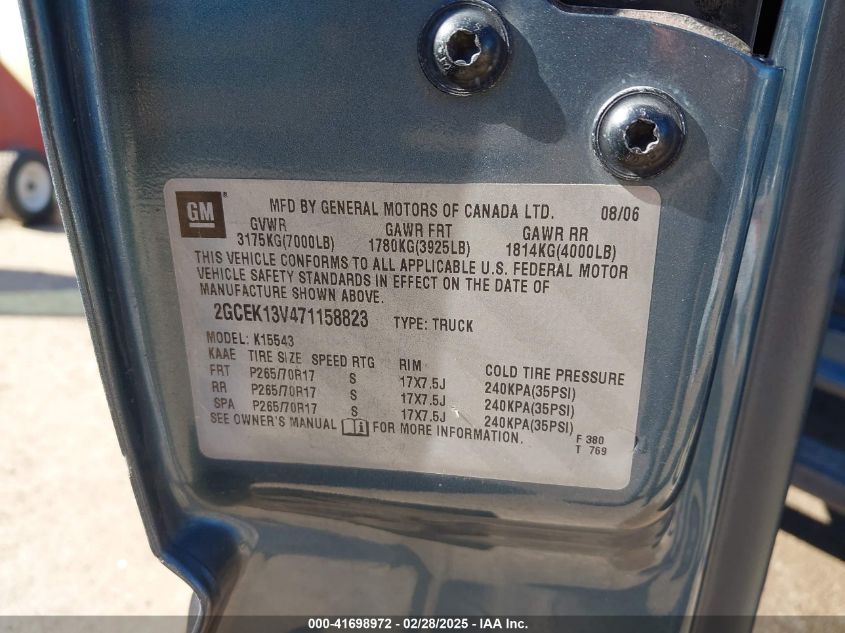 GM ® MFD BY GENERAL MOTORS OF CANADA LTD. 08/06
GVWR GAWR FRT GAWR RR
3175KG(7000LB) 1780KG(3925LB) 1814KG(4000LB)
THIS VEHICLE CONFORMS TO ALL APPLICABLE U.S. FEDERAL MOTOR
VEHICLE SAFETY STANDARDS IN EFFECT ON THE DATE OF
MANUFACTURE SHOWN ABOVE.
2GCEK13V471158823 TYPE: TRUCK
MODEL: K15543
KAAE TIRE SIZE SPEED RTG RIM COLD TIRE PRESSURE
FRT P265/70R17 S 17X7.5J 240KPA(35PSI)
RR P265/70R17 S 17X7.5J 240KPA(35PSI)
SPA P265/70R17 S 17X7.5J 240KPA(35PSI)
SEE OWNER'S MANUAL FOR MORE INFORMATION.
F 380
T 769
000-41698972 - 02/28/2025 - IAA Inc.